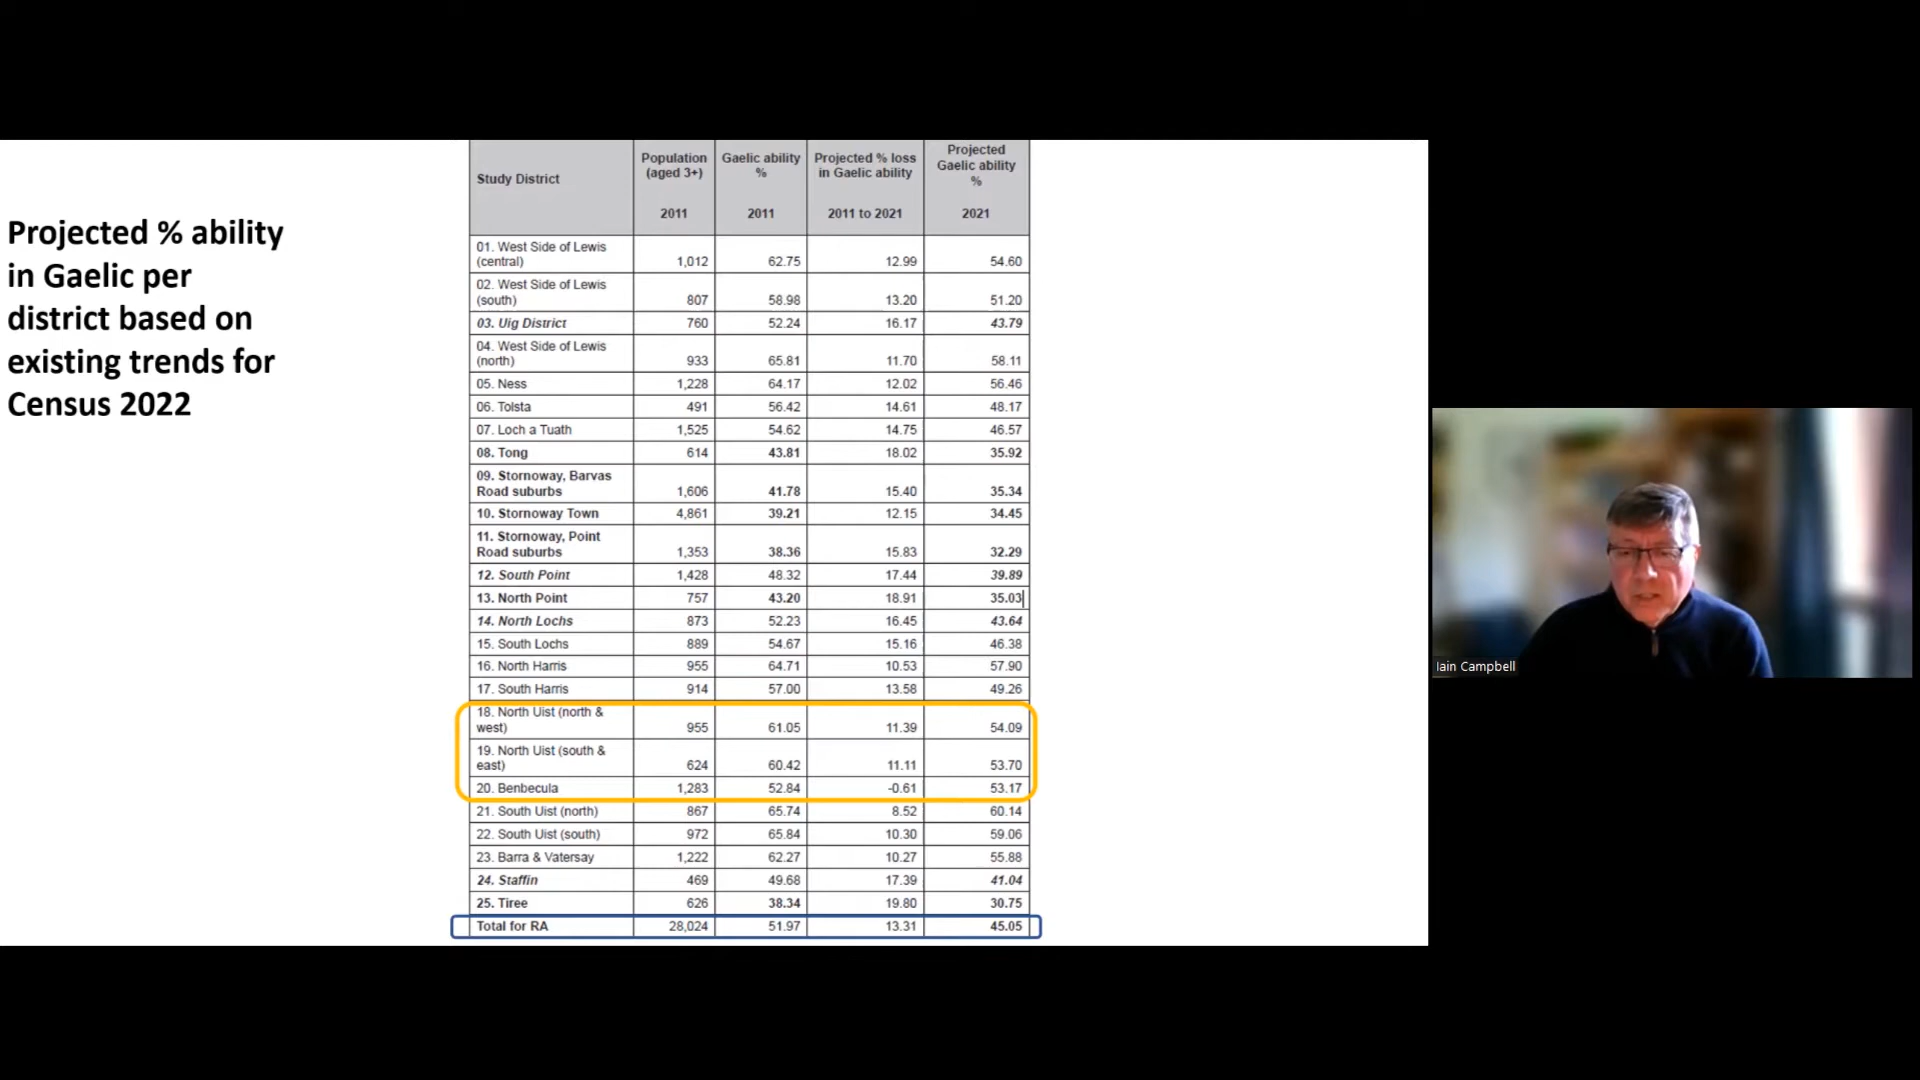 Projected % ability
in Gaelic per
district based on
existing trends for
Census 2022
Study District
Population
(aged 3+)
2011
Gaelic ability
%
2011
Projected % loss
in Gaelic ability
2011 to 2021
Projected
Gaelic ability
%
2021
01. West Side of Lewis
(central) 1,012 62.75 12.99 54.60
02. West Side of Lewis
(south) 807 58.98 13.20 51.20
03. Uig District 760 52.24 16.17 43.79
04. West Side of Lewis
(north) 933 65.81 11.70 58.11
05. Ness 1,228 64.17 12.02 56.46
06. Tolsta 491 56.42 14.61 48.17
07. Loch a Tuath 1,525 54.62 14.75 46.57
08. Tong 614 43.81 18.02 35.92
09. Stornoway, Barvas
Road suburbs 1,606 41.78 15.40 35.34
10. Stornoway Town 4,861 39.21 12.15 34.45
11. Stornoway, Point
Road suburbs 1,353 38.36 15.83 32.29
12. South Point 1,428 48.32 17.44 39.89
13. North Point 757 43.20 18.91 35.03
14. North Lochs 873 52.23 16.45 43.64
15. South Lochs 889 54.67 15.16 46.38
16. North Harris 955 64.71 10.53 57.90
17. South Harris 914 57.00 13.58 49.26
18. North Uist (north &
west) 955 61.05 11.39 54.09
19. North Uist (south &
east) 624 60.42 11.11 53.70
20. Benbecula 1,283 52.84 -0.61 53.17
21. South Uist (north) 867 65.74 8.52 60.14
22. South Uist (south) 972 65.84 10.30 59.06
23. Barra & Vatersay 1,222 62.27 10.27 55.88
24. Staffin 469 49.68 17.39 41.04
25. Tiree 626 38.34 19.80 30.75
Total for RA 28,024 51.97 13.31 45.05
Iain Campbell